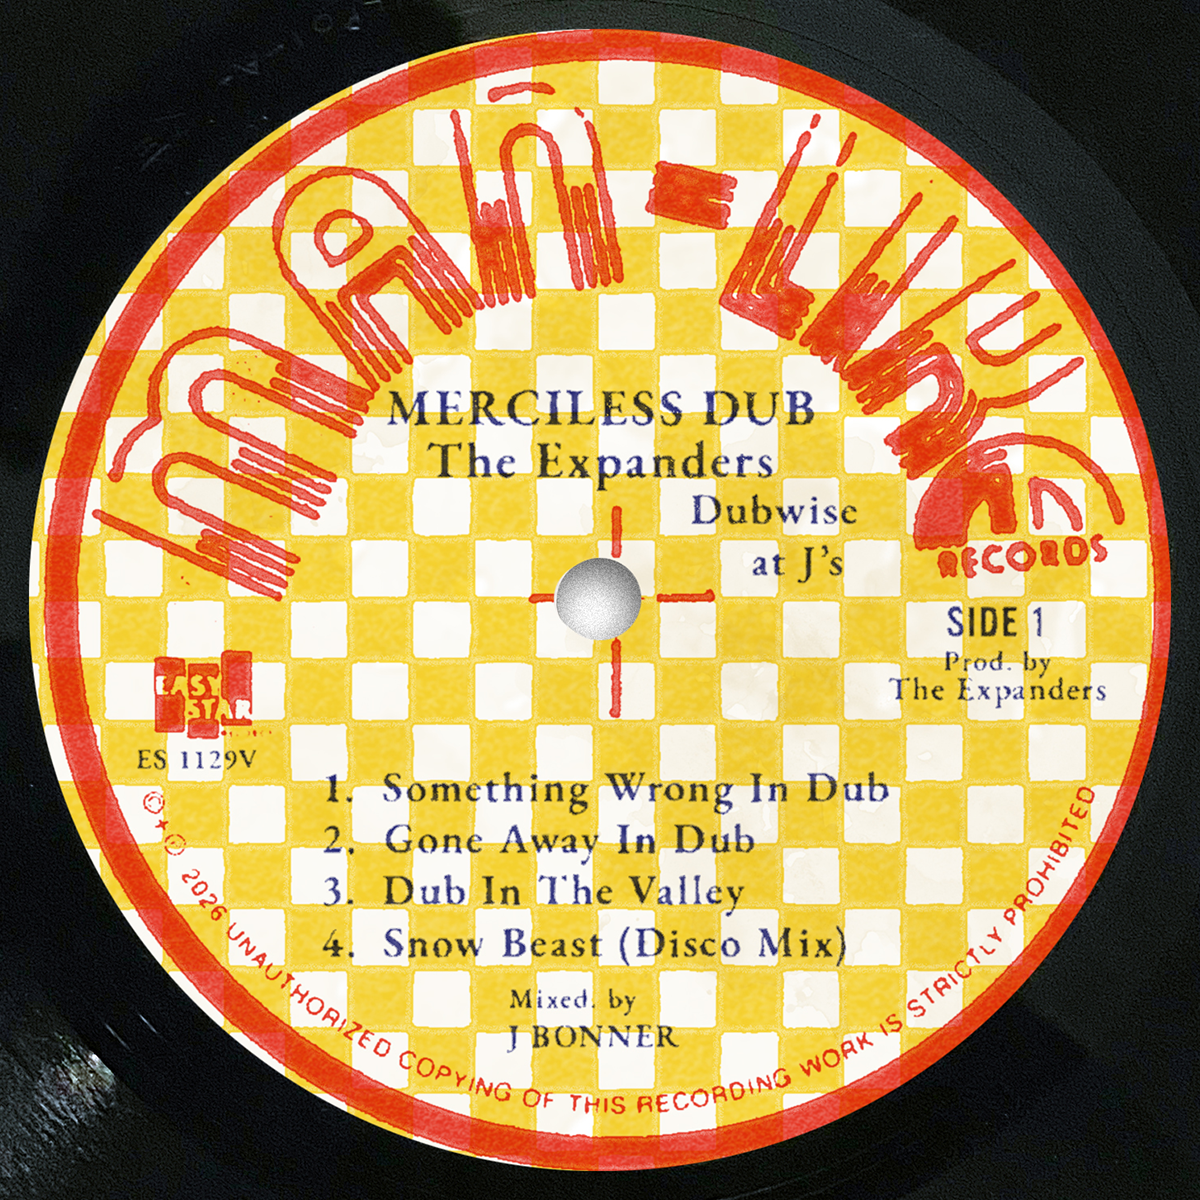 MAN-LIKE
RECORDS
MERCILESS DUB
The Expanders
Dubwise
at J's
SIDE 1
Prod. by
The Expanders
EASY
STAR
ES 1129V
1. Something Wrong In Dub
2. Gone Away In Dub
3. Dub In The Valley
4. Snow Beast (Disco Mix)
Mixed. by
J BONNER
©★℗ 2026 UNAUTHORIZED COPYING OF THIS RECORDING WORK IS STRICTLY PROHIBITED